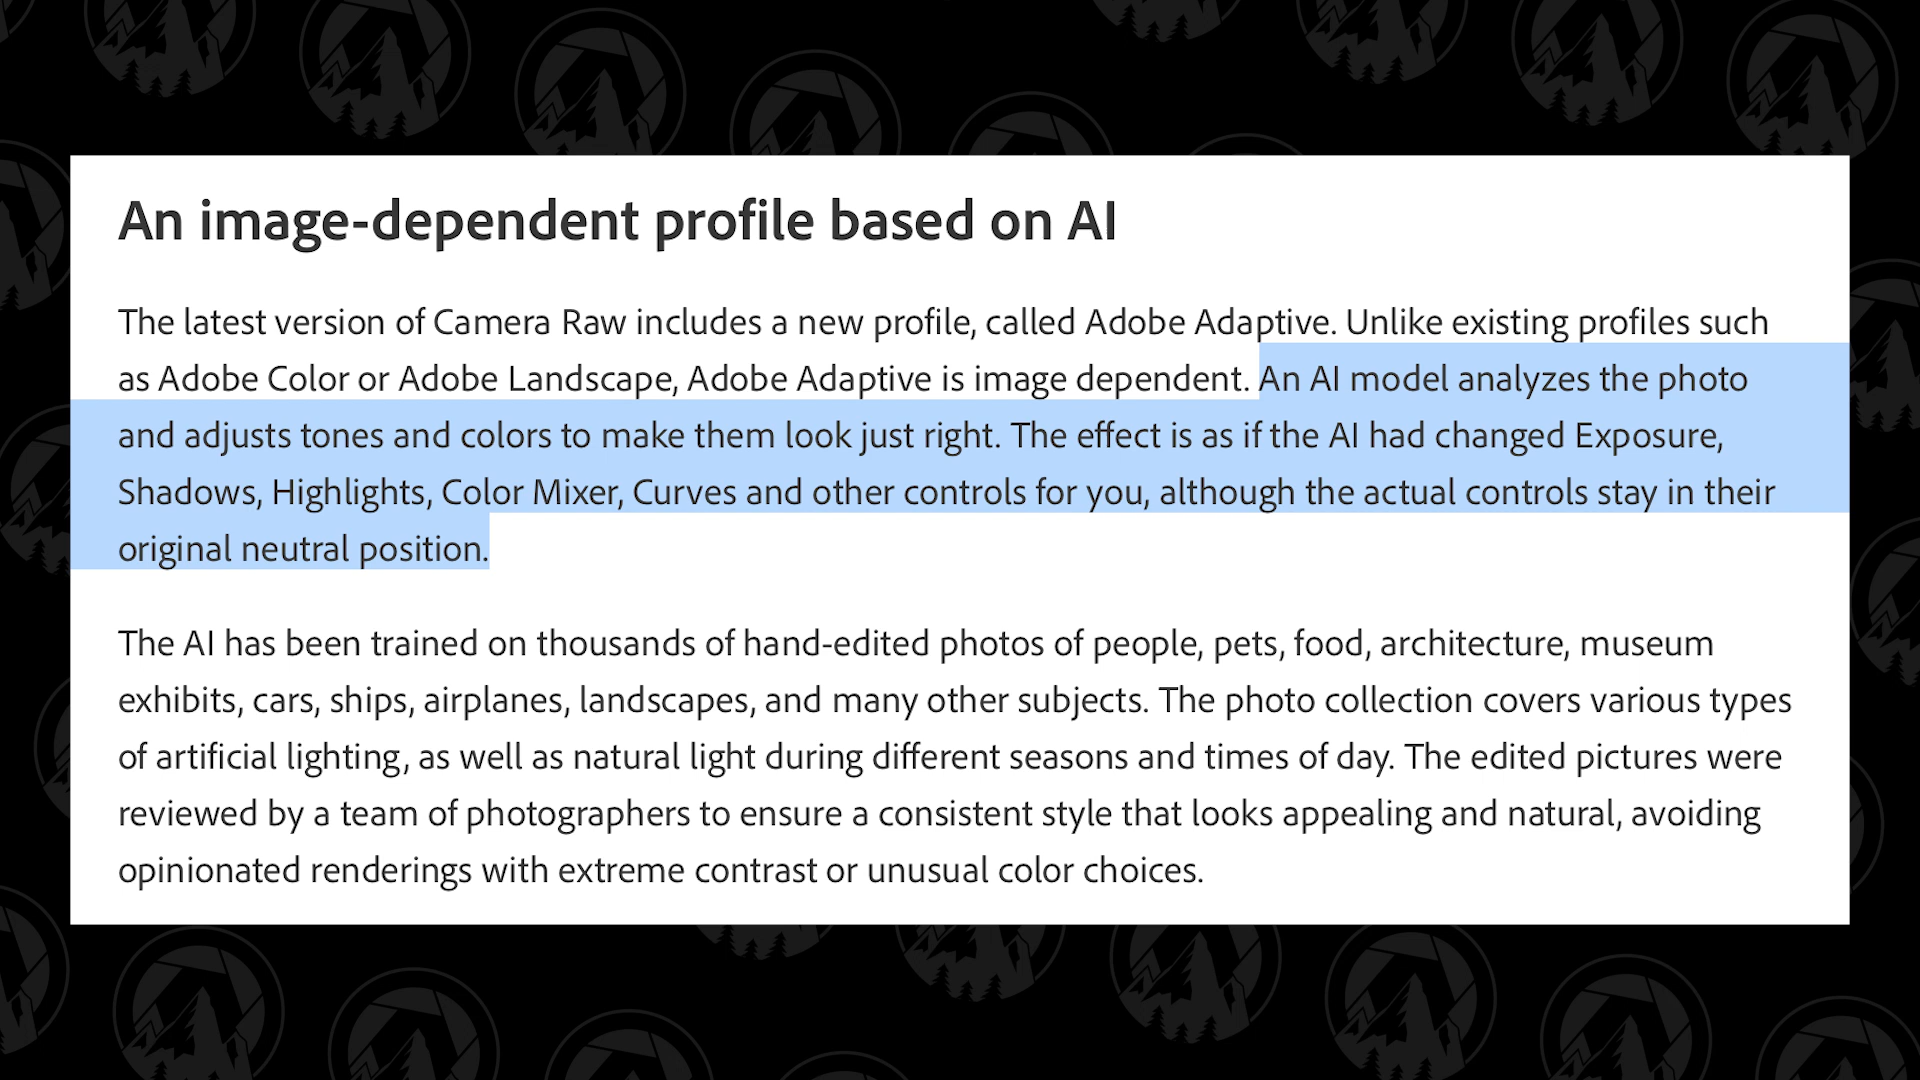 An image-dependent profile based on AI
The latest version of Camera Raw includes a new profile, called Adobe Adaptive. Unlike existing profiles such
as Adobe Color or Adobe Landscape, Adobe Adaptive is image dependent. An AI model analyzes the photo
and adjusts tones and colors to make them look just right. The effect is as if the AI had changed Exposure,
Shadows, Highlights, Color Mixer, Curves and other controls for you, although the actual controls stay in their
original neutral position.
The AI has been trained on thousands of hand-edited photos of people, pets, food, architecture, museum
exhibits, cars, ships, airplanes, landscapes, and many other subjects. The photo collection covers various types
of artificial lighting, as well as natural light during different seasons and times of day. The edited pictures were
reviewed by a team of photographers to ensure a consistent style that looks appealing and natural, avoiding
opinionated renderings with extreme contrast or unusual color choices.